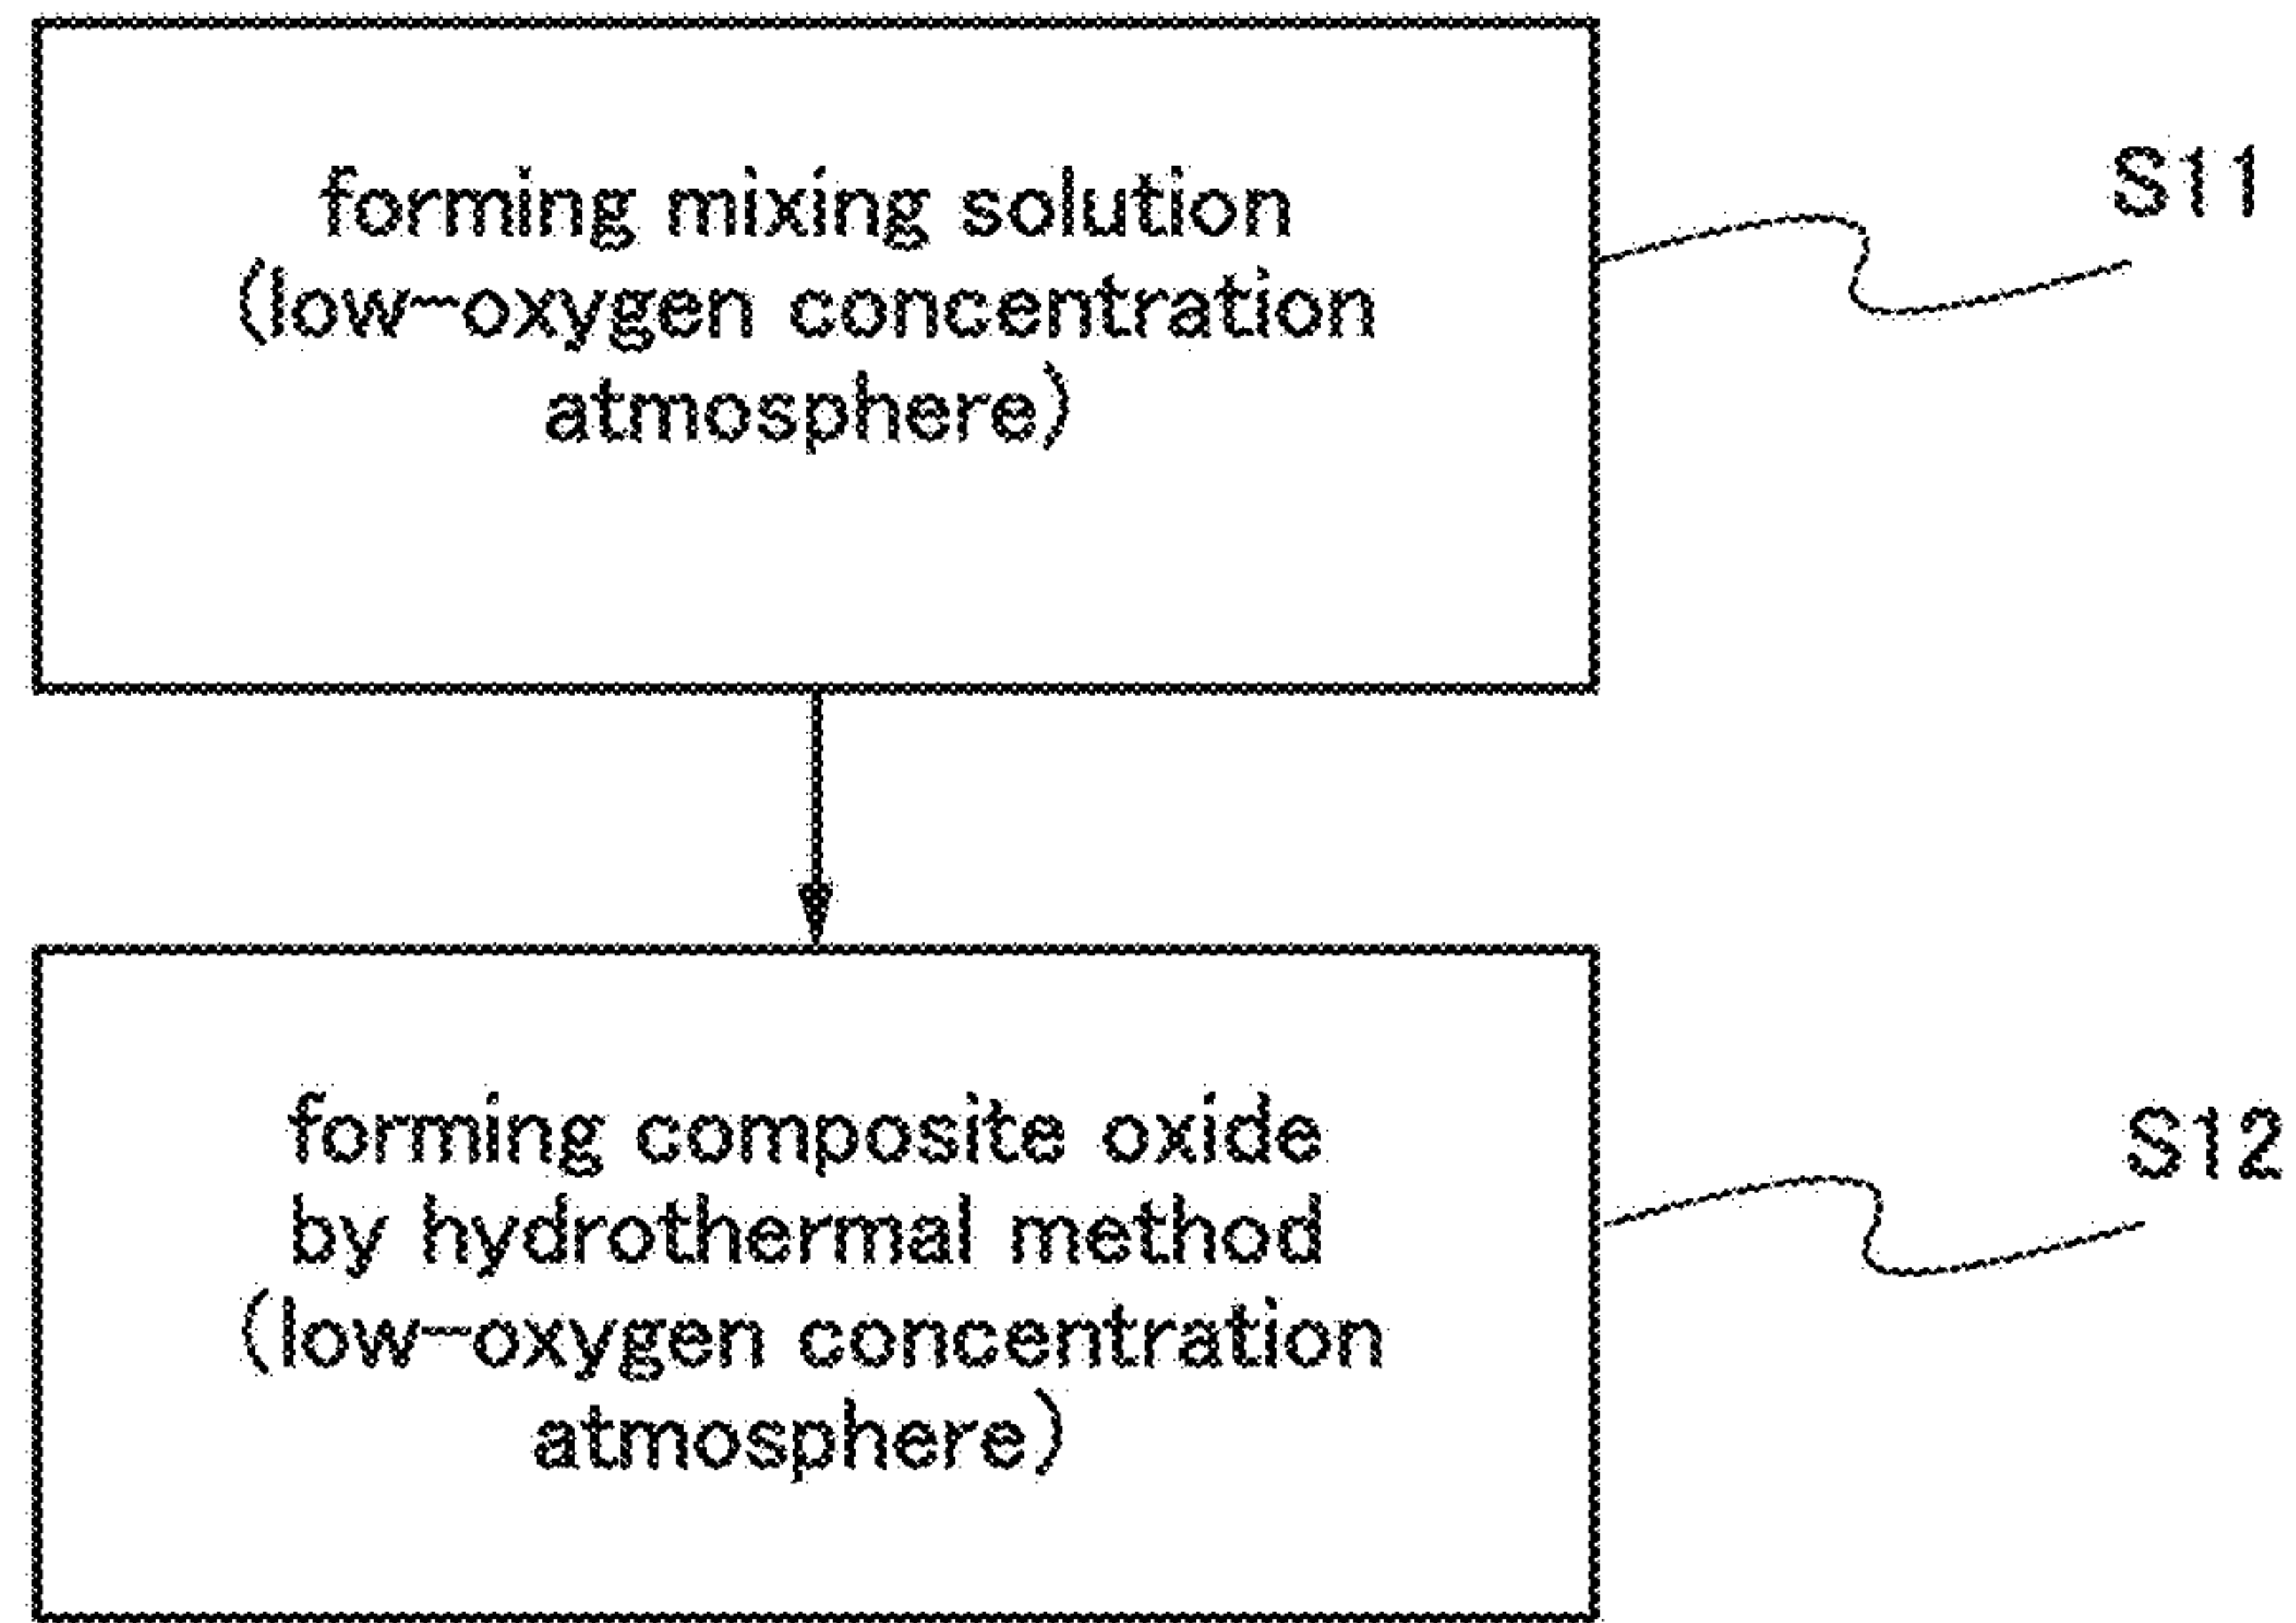 forming mixing solution
(low-oxygen concentration
atmosphere)
S11
forming composite oxide
by hydrothermal method
(low-oxygen concentration
atmosphere)
S12